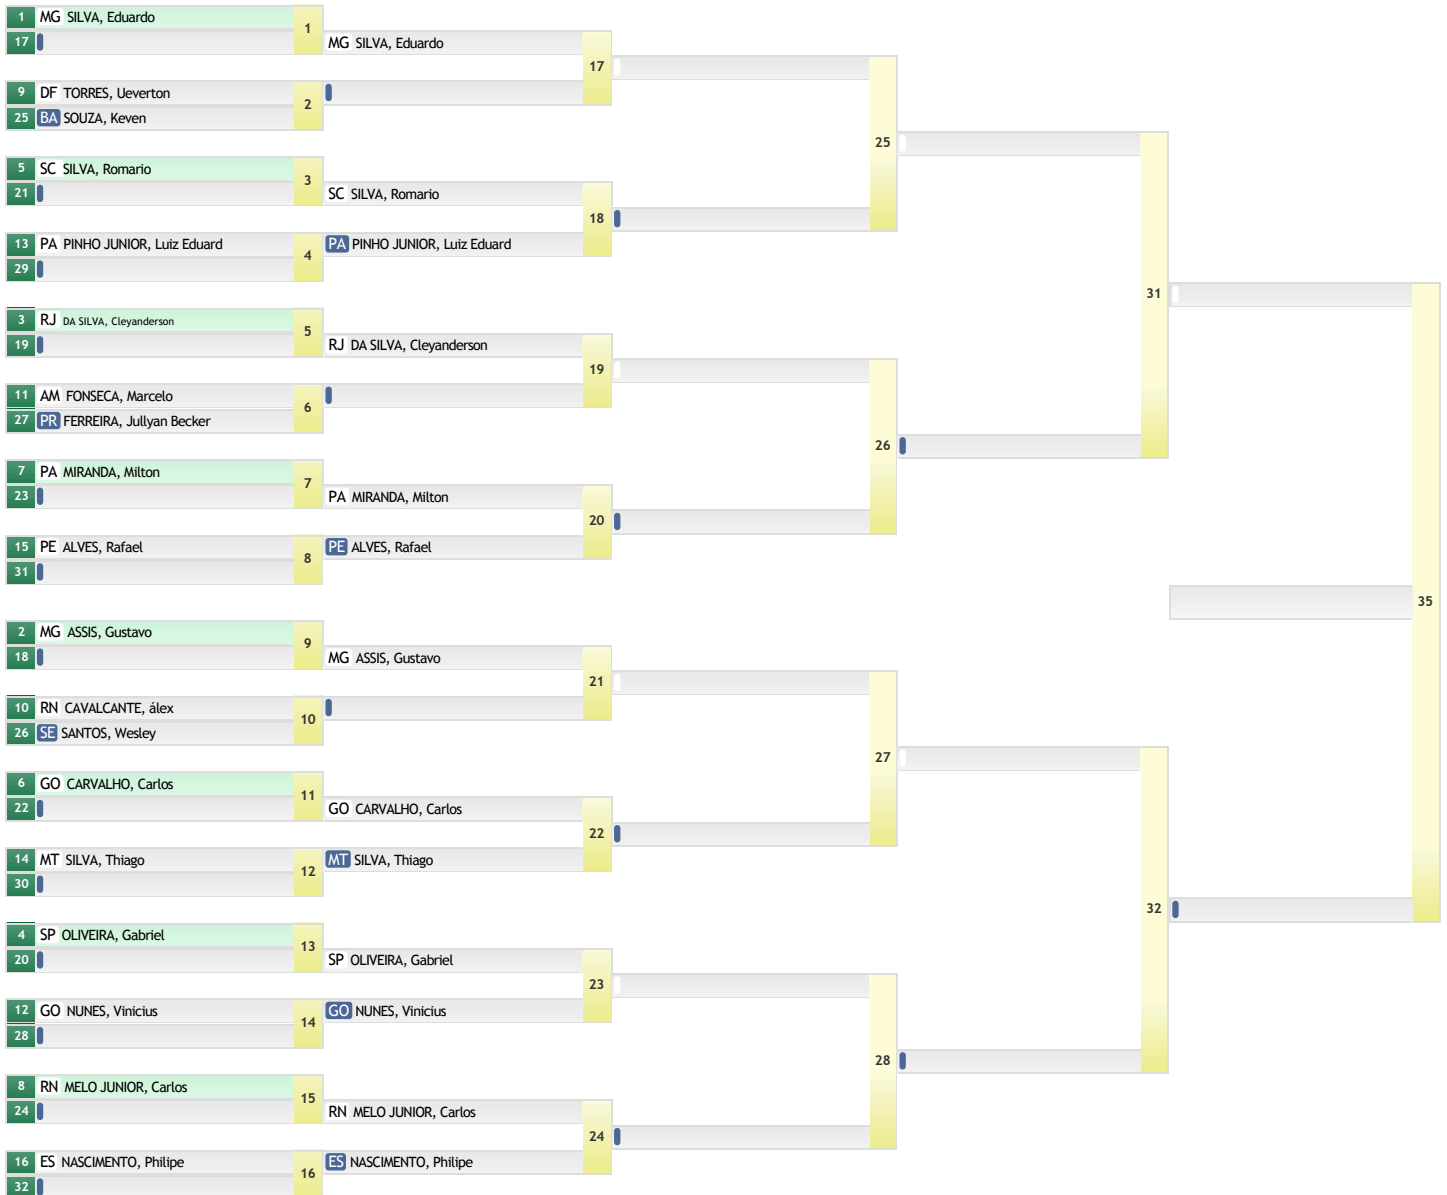 1 MG SILVA, Eduardo
1
17
MG SILVA, Eduardo
17
9 DF TORRES, Ueverton
2
25 BA SOUZA, Keven
25
5 SC SILVA, Romario
3
21
SC SILVA, Romario
18
13 PA PINHO JUNIOR, Luiz Eduard
4
PA PINHO JUNIOR, Luiz Eduard
29
31
3 RJ DA SILVA, Cleyanderson
5
19
RJ DA SILVA, Cleyanderson
19
11 AM FONSECA, Marcelo
6
27 PR FERREIRA, Jullyan Becker
26
7 PA MIRANDA, Milton
7
23
PA MIRANDA, Milton
20
15 PE ALVES, Rafael
8
PE ALVES, Rafael
31
35
2 MG ASSIS, Gustavo
9
18
MG ASSIS, Gustavo
21
10 RN CAVALCANTE, álex
10
26 SE SANTOS, Wesley
27
6 GO CARVALHO, Carlos
11
22
GO CARVALHO, Carlos
22
14 MT SILVA, Thiago
12
MT SILVA, Thiago
30
32
4 SP OLIVEIRA, Gabriel
13
20
SP OLIVEIRA, Gabriel
23
12 GO NUNES, Vinicius
14
GO NUNES, Vinicius
28
28
8 RN MELO JUNIOR, Carlos
15
24
RN MELO JUNIOR, Carlos
24
16 ES NASCIMENTO, Philipe
16
ES NASCIMENTO, Philipe
32